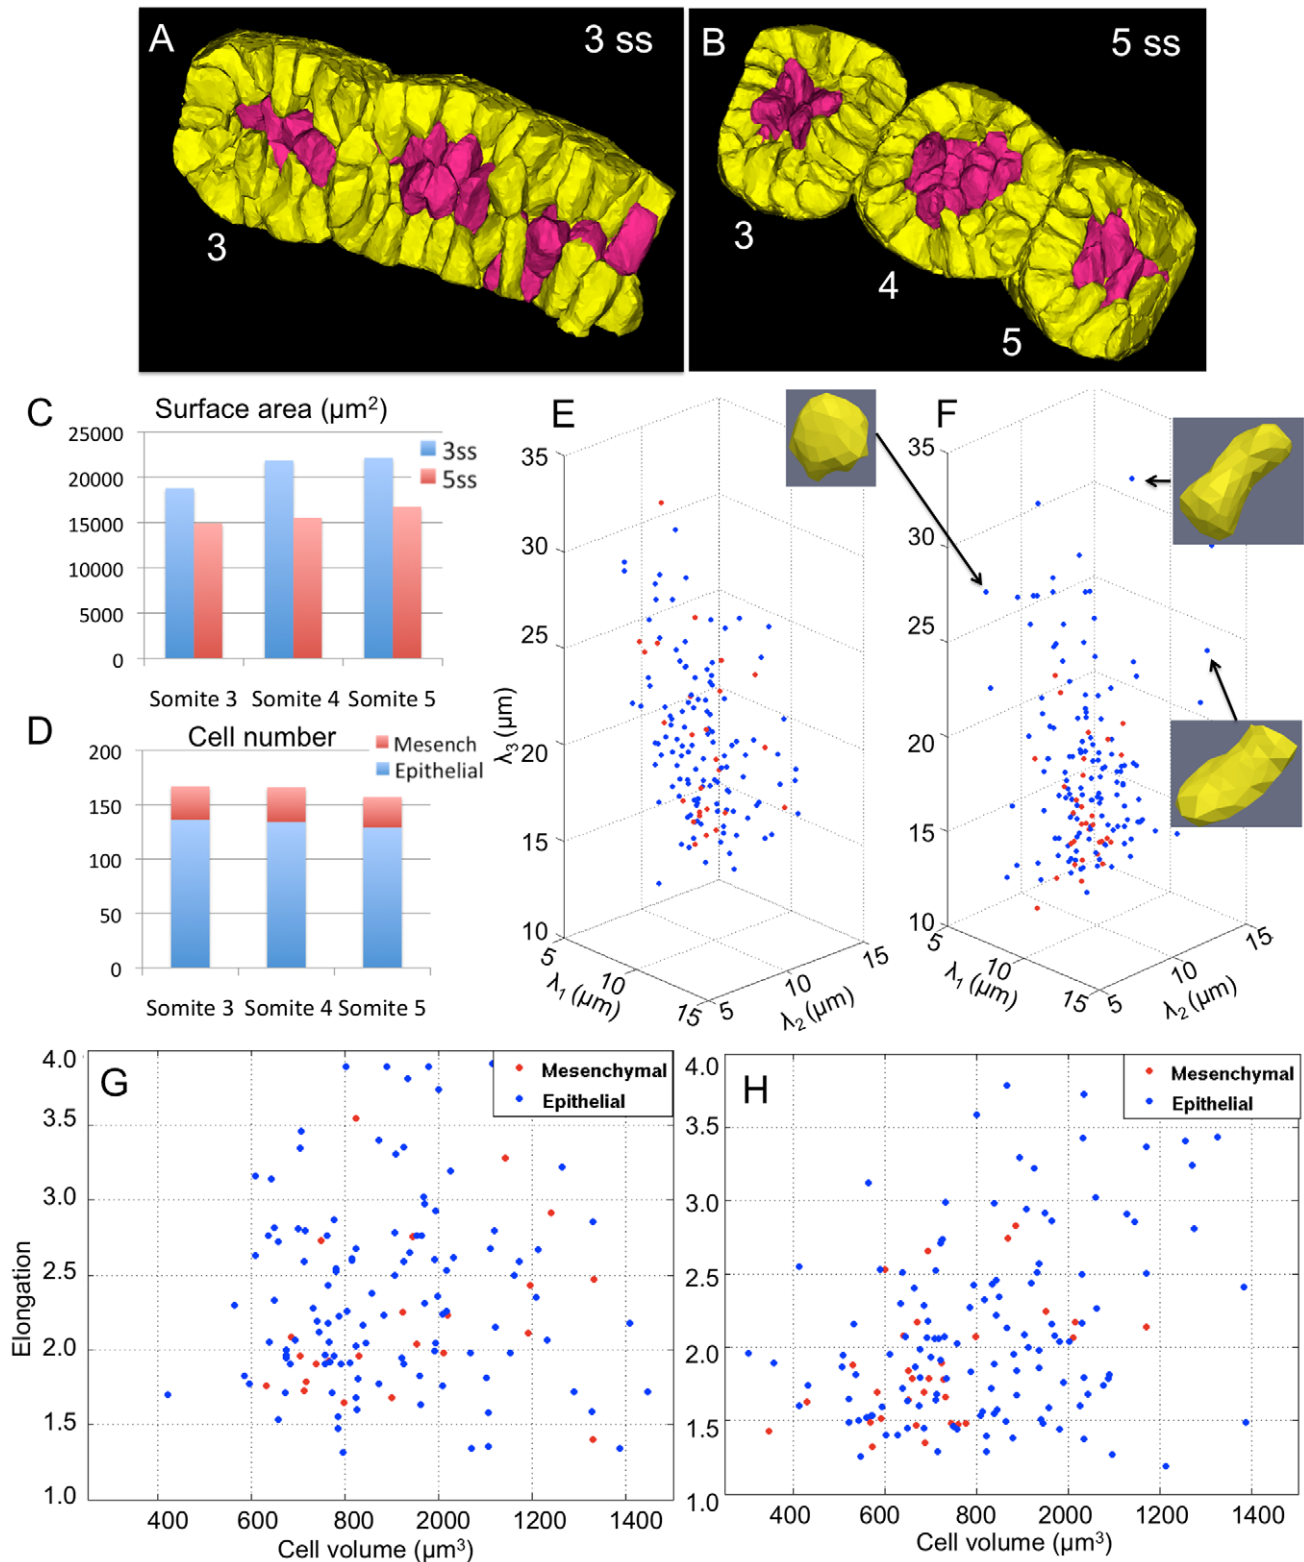 A
3 ss
3
B
5 ss
3
4
5
C
Surface area (µm²)
25000
20000
15000
10000
5000
0
3ss
5ss
Somite 3 Somite 4 Somite 5
D
Cell number
200
150
100
50
0
Mesench
Epithelial
Somite 3 Somite 4 Somite 5
E
35
30
25
20
15
10
λ₃ (µm)
5
10
15
λ₁ (µm)
5
10
15
λ₂ (µm)
F
35
30
25
20
15
10
5
10
15
λ₁ (µm)
5
10
15
λ₂ (µm)
G
4.0
3.5
3.0
2.5
2.0
1.5
1.0
Elongation
Mesenchymal
Epithelial
400 600 800 2000 1200 1400
Cell volume (µm³)
H
4.0
3.5
3.0
2.5
2.0
1.5
1.0
Mesenchymal
Epithelial
400 600 800 2000 1200 1400
Cell volume (µm³)